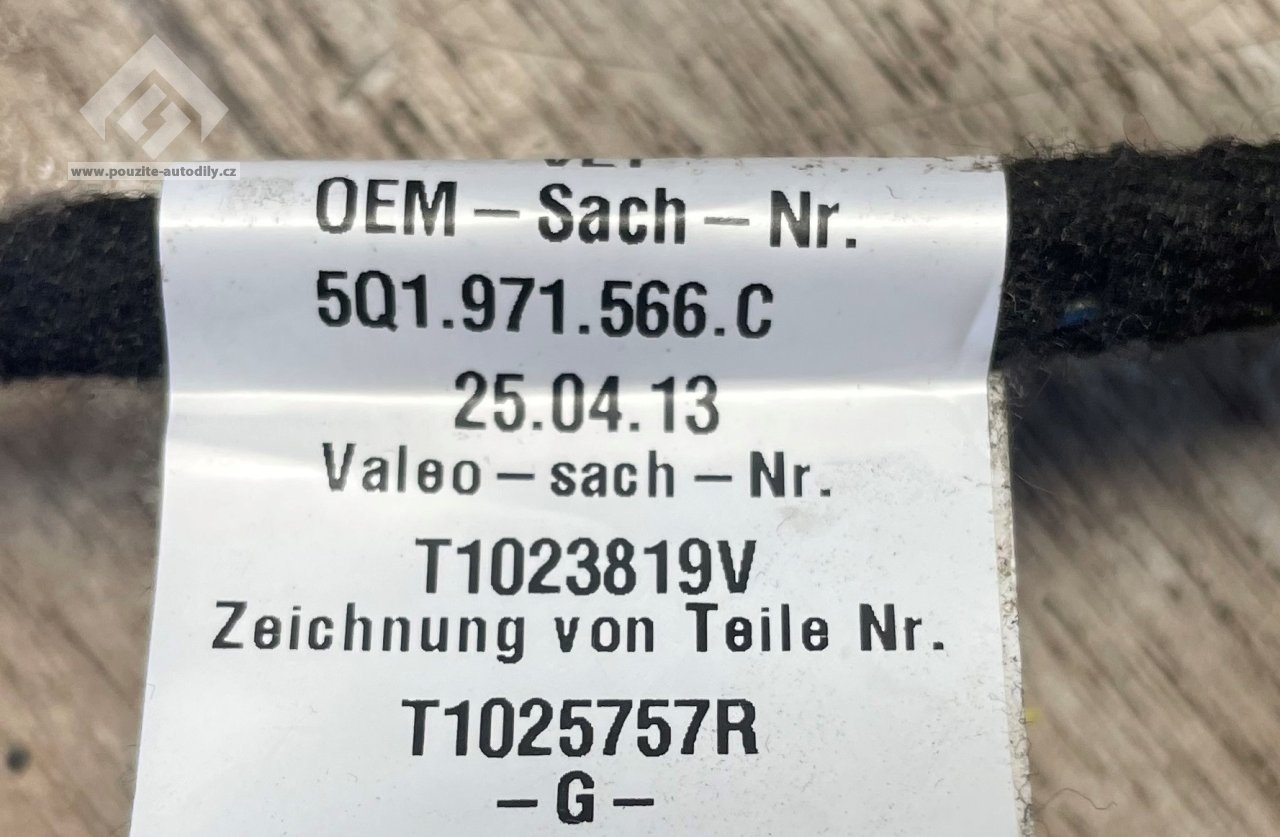 www.pouzite-autodily.cz
OEM – Sach – Nr.
5Q1.971.566.C
25.04.13
Valeo – sach – Nr.
T1023819V
Zeichnung von Teile Nr.
T1025757R
– G –